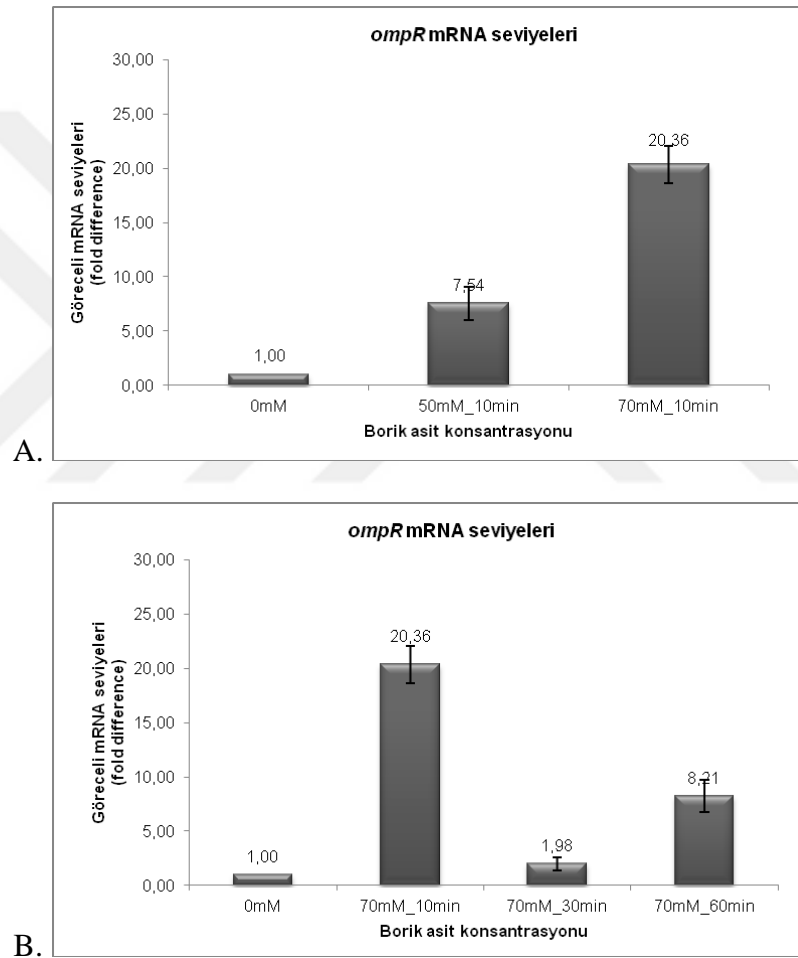 ompR mRNA seviyeleri
Göreceli mRNA seviyeleri
(fold difference)
30,00
25,00
20,00
15,00
10,00
5,00
0,00
1,00
7,54
20,36
0mM
50mM_10min
70mM_10min
Borik asit konsantrasyonu
A.
ompR mRNA seviyeleri
Göreceli mRNA seviyeleri
(fold difference)
30,00
25,00
20,00
15,00
10,00
5,00
0,00
1,00
20,36
1,98
8,21
0mM
70mM_10min
70mM_30min
70mM_60min
Borik asit konsantrasyonu
B.